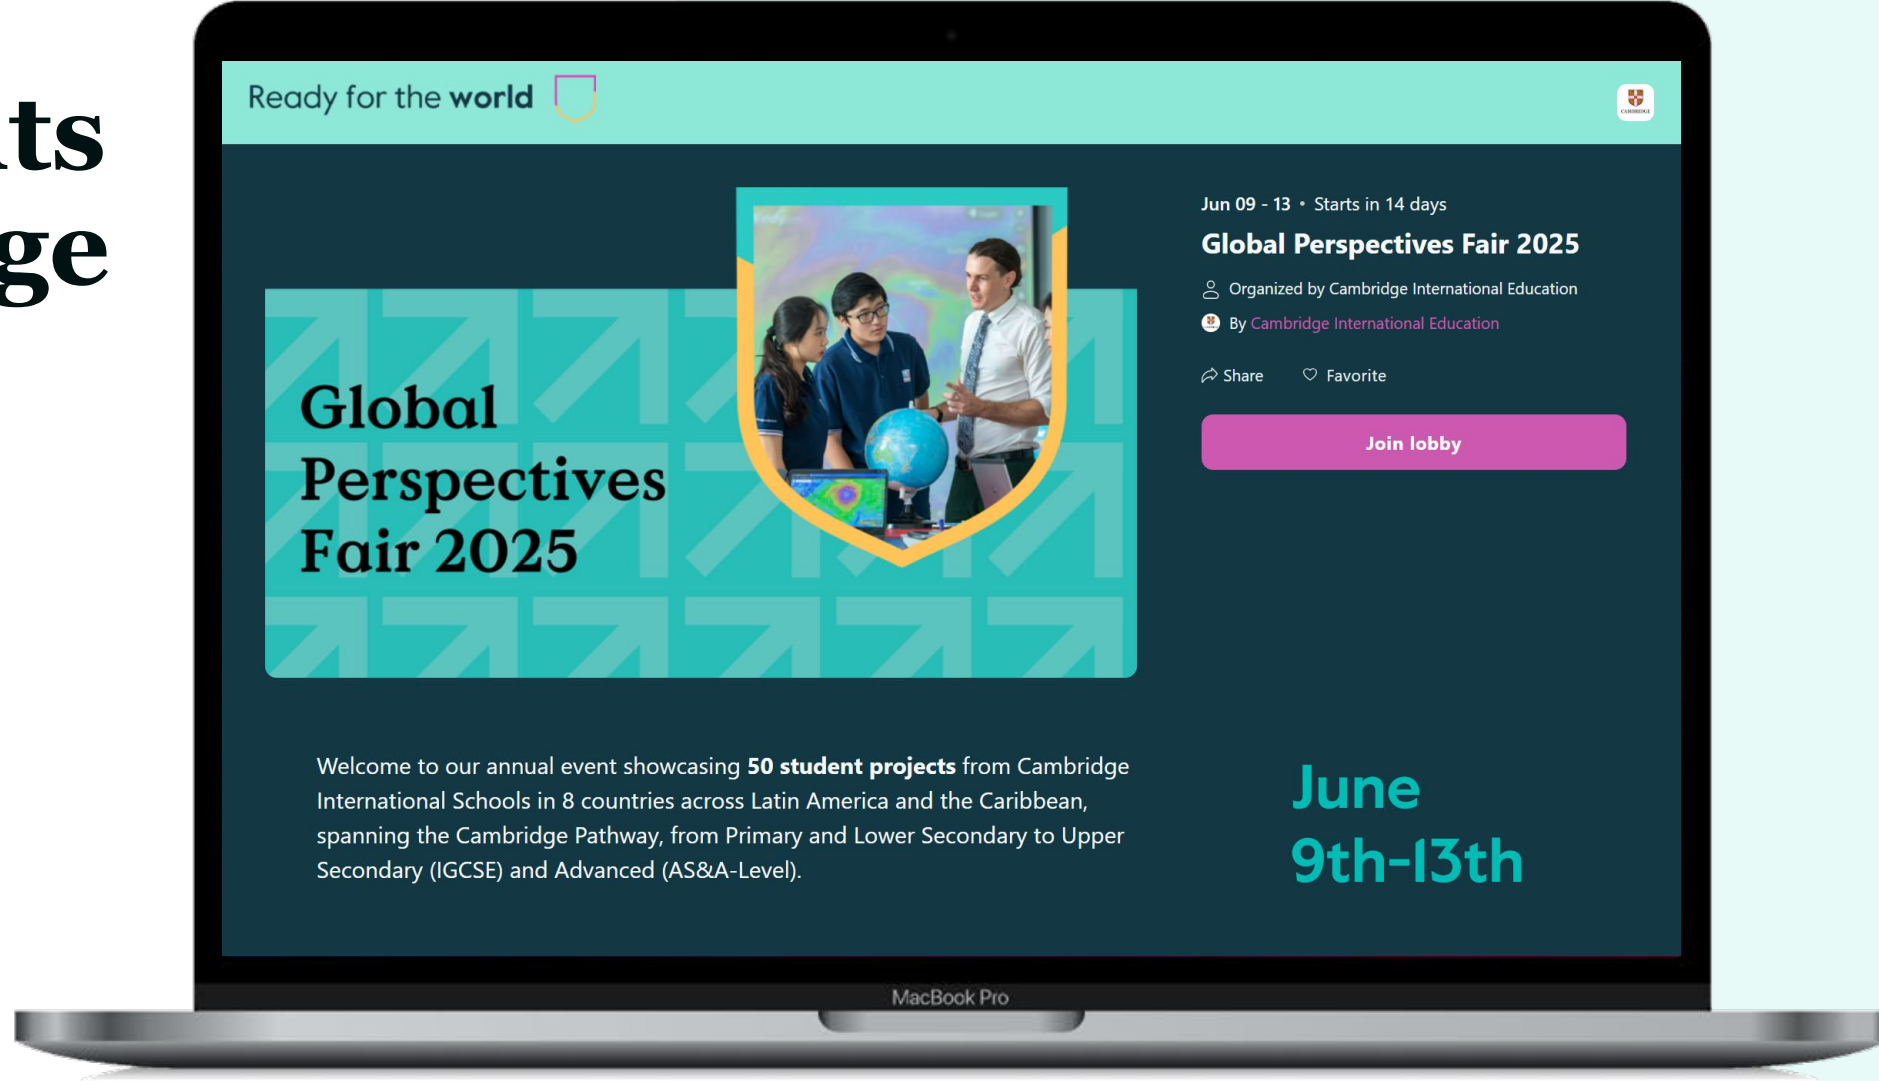 Ready for the world
CAMBRIDGE
Jun 09 - 13 • Starts in 14 days
Global Perspectives Fair 2025
Organized by Cambridge International Education
By Cambridge International Education
Share Favorite
Join lobby
Global
Perspectives
Fair 2025
Welcome to our annual event showcasing 50 student projects from Cambridge
International Schools in 8 countries across Latin America and the Caribbean,
spanning the Cambridge Pathway, from Primary and Lower Secondary to Upper
Secondary (IGCSE) and Advanced (AS&A-Level).
June
9th-13th
MacBook Pro